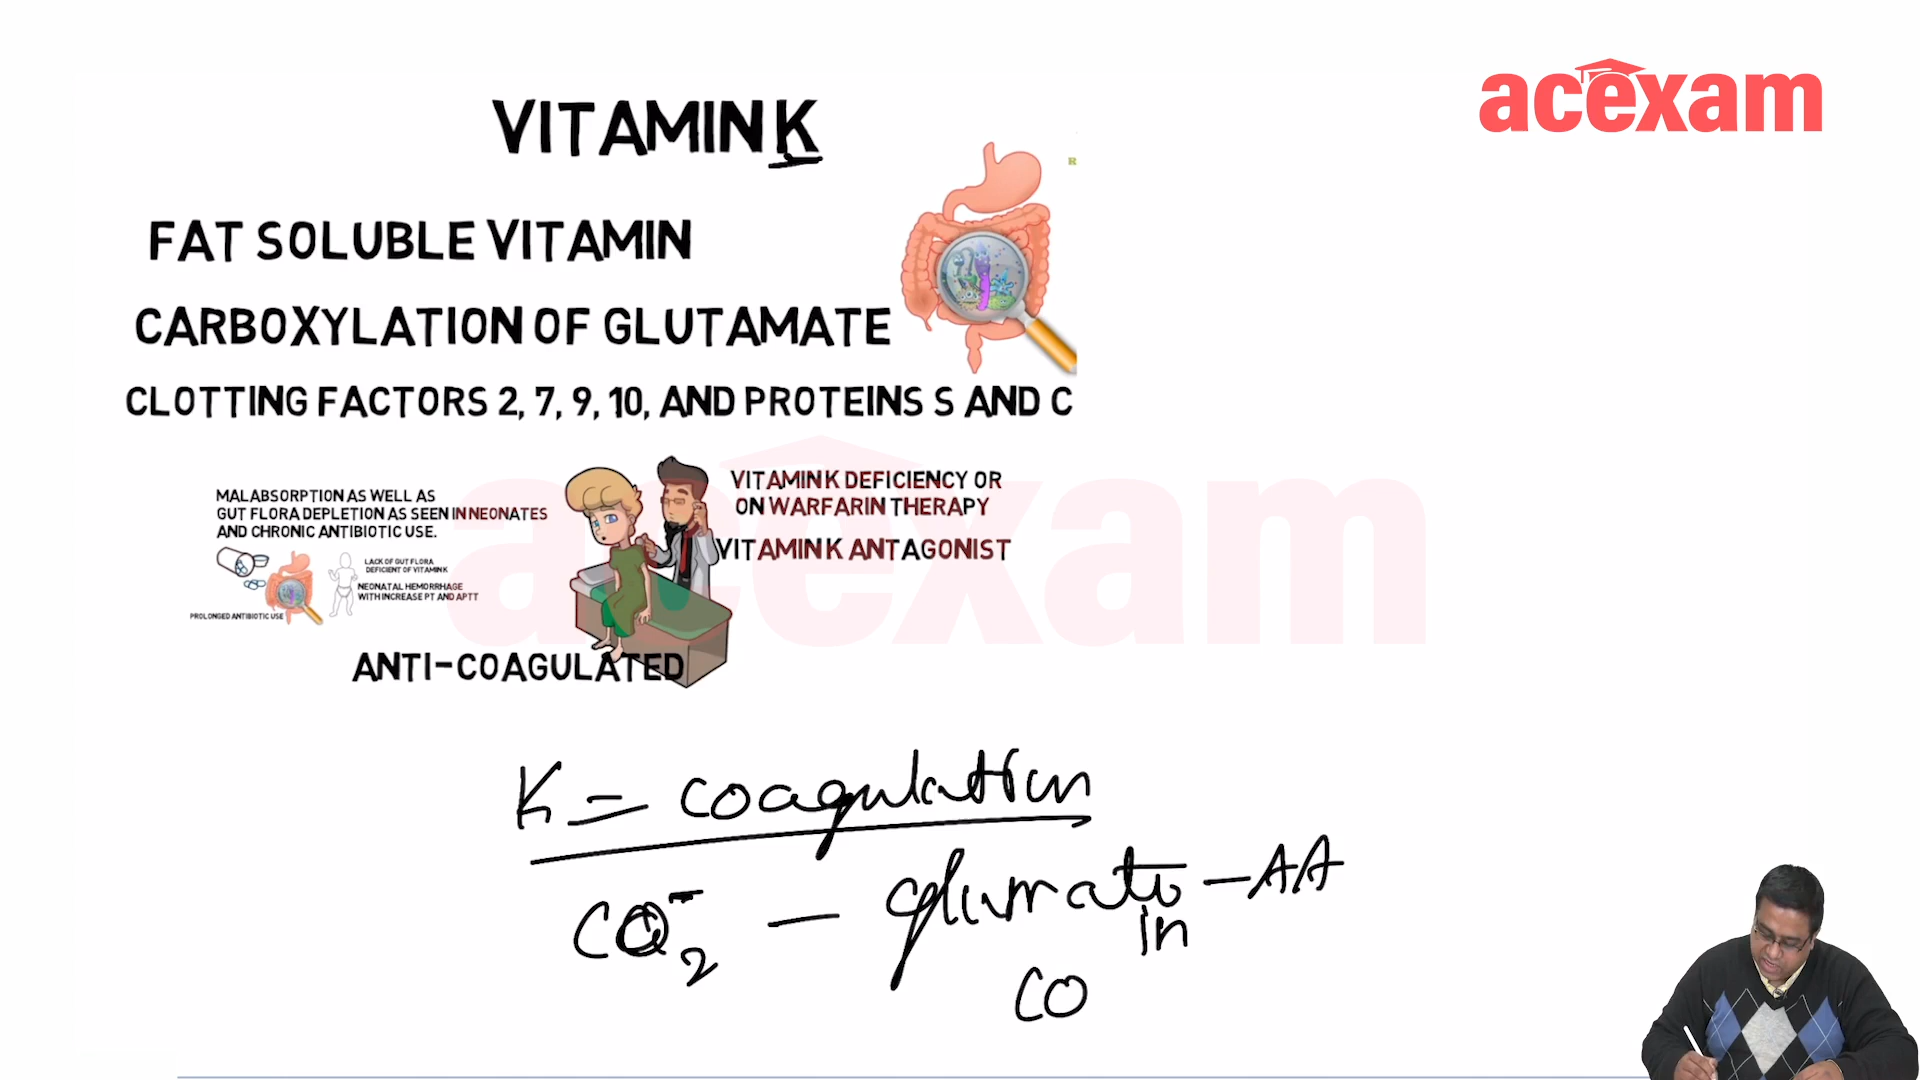 acexam
VITAMIN K
R
FAT SOLUBLE VITAMIN
CARBOXYLATION OF GLUTAMATE
CLOTTING FACTORS 2, 7, 9, 10, AND PROTEINS S AND C
MALABSORPTION AS WELL AS
GUT FLORA DEPLETION AS SEEN IN NEONATES
AND CHRONIC ANTIBIOTIC USE.
LACK OF GUT FLORA
DEFICIENT OF VITAMIN K
NEONATAL HEMORRHAGE
WITH INCREASE PT AND APTT
PROLONGED ANTIBIOTIC USE
VITAMIN K DEFICIENCY OR
ON WARFARIN THERAPY
VITAMIN K ANTAGONIST
ANTI-COAGULATED
acexam
K = coagulation
CO2- — – AA
in
CO